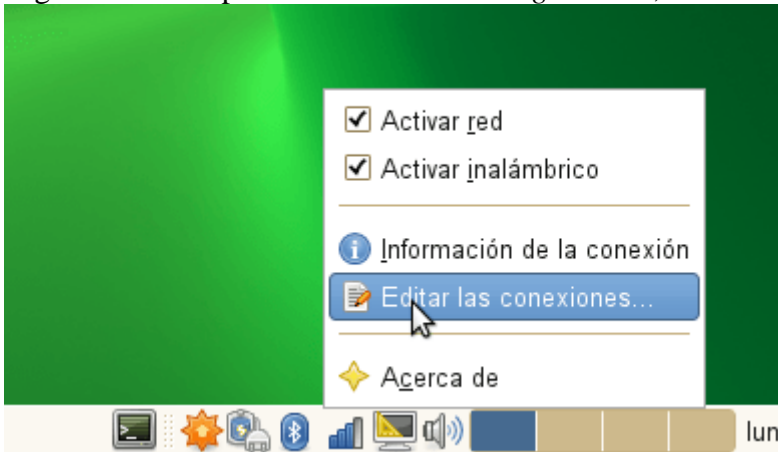 Activar red
Activar inalámbrico
Información de la conexión
Editar las conexiones...
Acerca de
lun